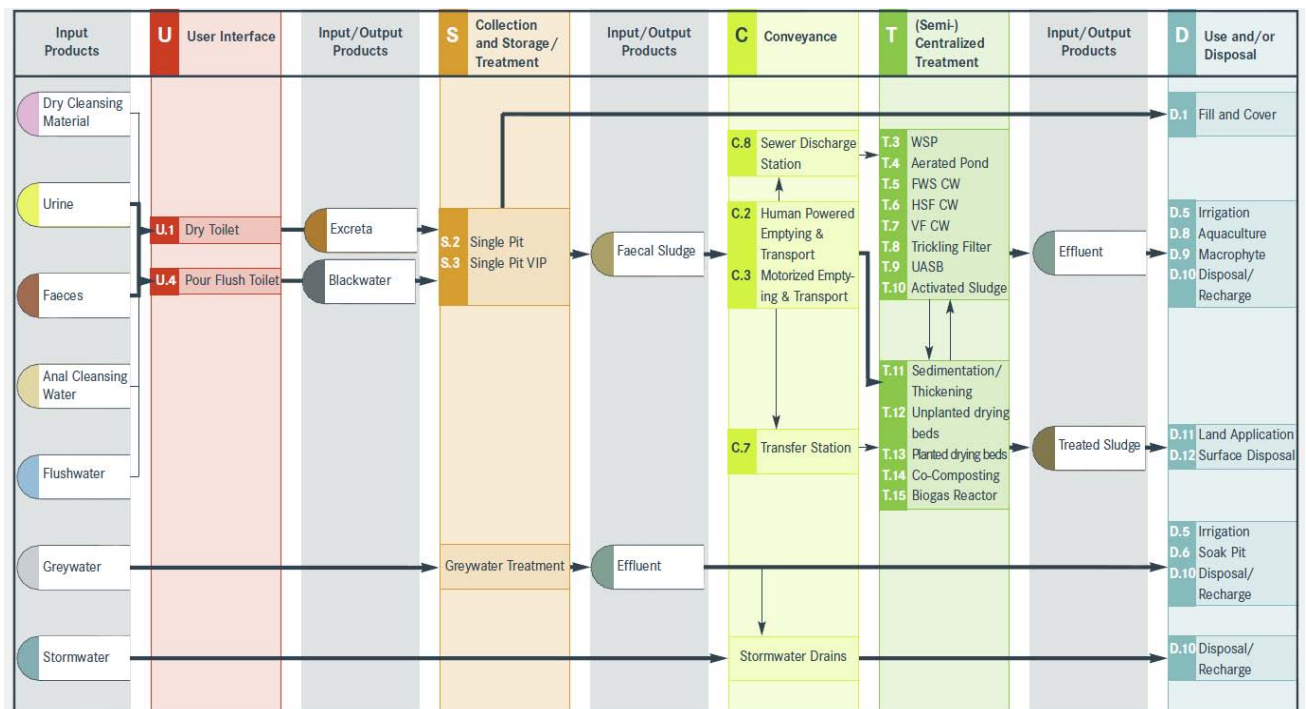 Input
Products
U
User Interface
Input/Output
Products
S
Collection
and Storage/
Treatment
Input/Output
Products
C
Conveyance
T
(Semi-)
Centralized
Treatment
Input/Output
Products
D
Use and/or
Disposal
Dry Cleansing
Material
Urine
Faeces
Anal Cleansing
Water
Flushwater
Greywater
Stormwater
U.1 Dry Toilet
U.4 Pour Flush Toilet
Excreta
Blackwater
S.2 Single Pit
S.3 Single Pit VIP
Greywater Treatment
Faecal Sludge
Effluent
C.8 Sewer Discharge
Station
C.2 Human Powered
Emptying &
Transport
C.3 Motorized Empty-
ing & Transport
C.7 Transfer Station
Stormwater Drains
T.3 WSP
T.4 Aerated Pond
T.5 FWS CW
T.6 HSF CW
T.7 VF CW
T.8 Trickling Filter
T.9 UASB
T.10 Activated Sludge
T.11 Sedimentation/
Thickening
T.12 Unplanted drying
beds
T.13 Planted drying beds
T.14 Co-Composting
T.15 Biogas Reactor
Effluent
Treated Sludge
D.1 Fill and Cover
D.5 Irrigation
D.8 Aquaculture
D.9 Macrophyte
D.10 Disposal/
Recharge
D.11 Land Application
D.12 Surface Disposal
D.5 Irrigation
D.6 Soak Pit
D.10 Disposal/
Recharge
D.10 Disposal/
Recharge